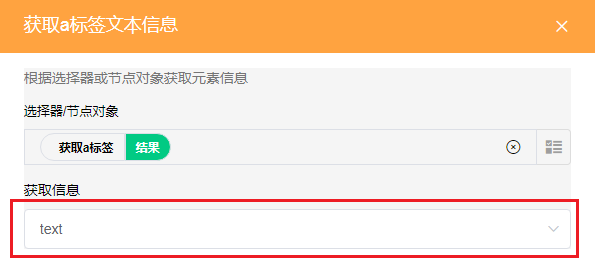 获取a标签文本信息
根据选择器或节点对象获取元素信息
选择器/节点对象
获取a标签 结果
获取信息
text